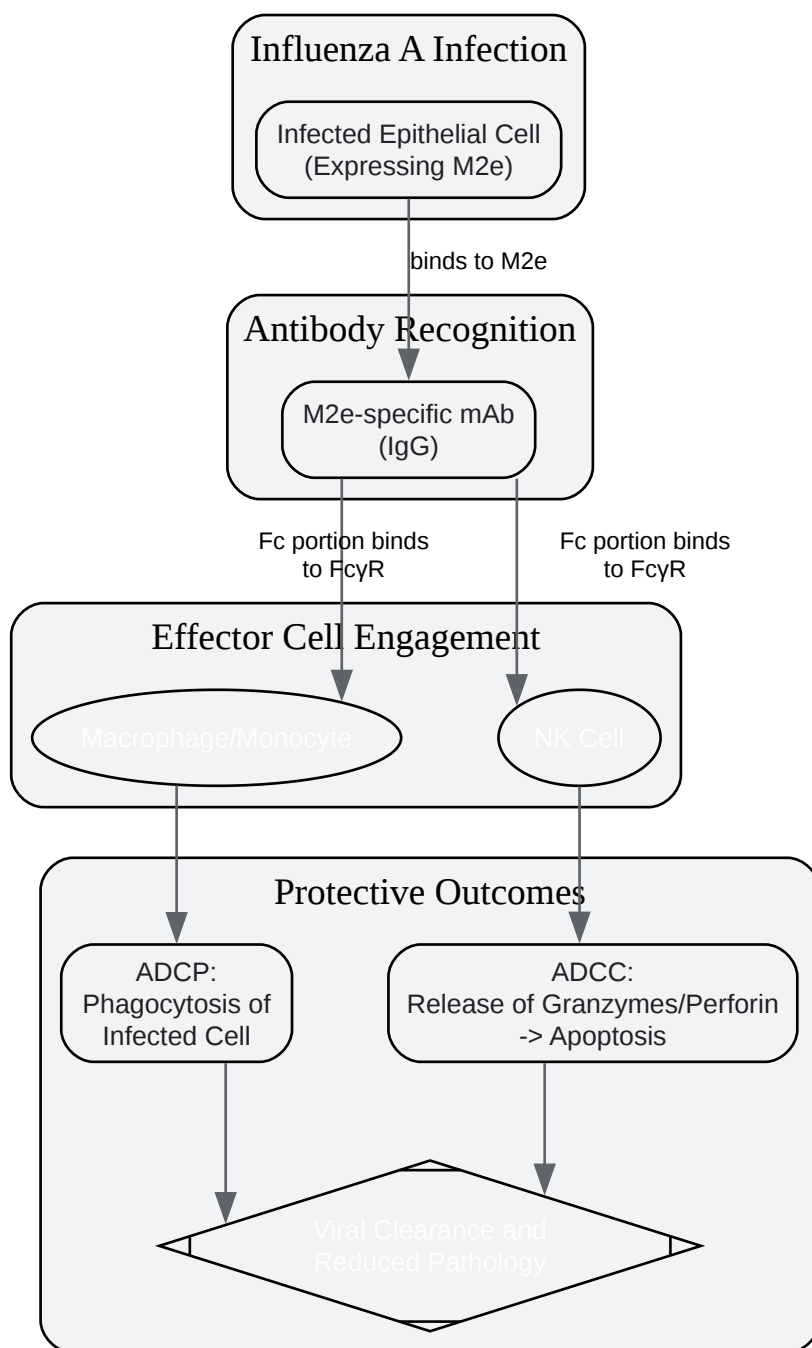 Influenza A Infection
Infected Epithelial Cell
(Expressing M2e)
binds to M2e
Antibody Recognition
M2e-specific mAb
(IgG)
Fc portion binds
to FcγR
Fc portion binds
to FcγR
Effector Cell Engagement
Macrophage/Monocyte
NK Cell
Protective Outcomes
ADCP:
Phagocytosis of
Infected Cell
ADCC:
Release of Granzymes/Perforin
-> Apoptosis
Viral Clearance and
Reduced Pathology